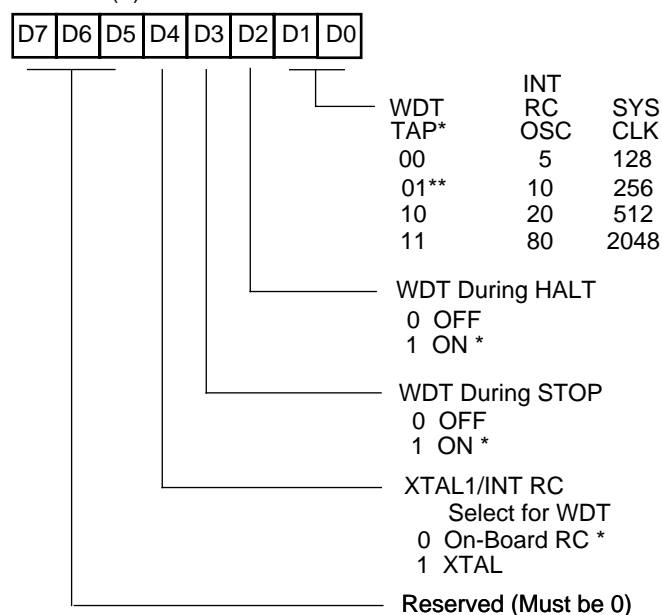 D7 D6 D5 D4 D3 D2 D1 D0
INT
WDT RC SYS
TAP* OSC CLK
00 5 128
01** 10 256
10 20 512
11 80 2048
WDT During HALT
0 OFF
1 ON *
WDT During STOP
0 OFF
1 ON *
XTAL1/INT RC
Select for WDT
0 On-Board RC *
1 XTAL
Reserved (Must be 0)